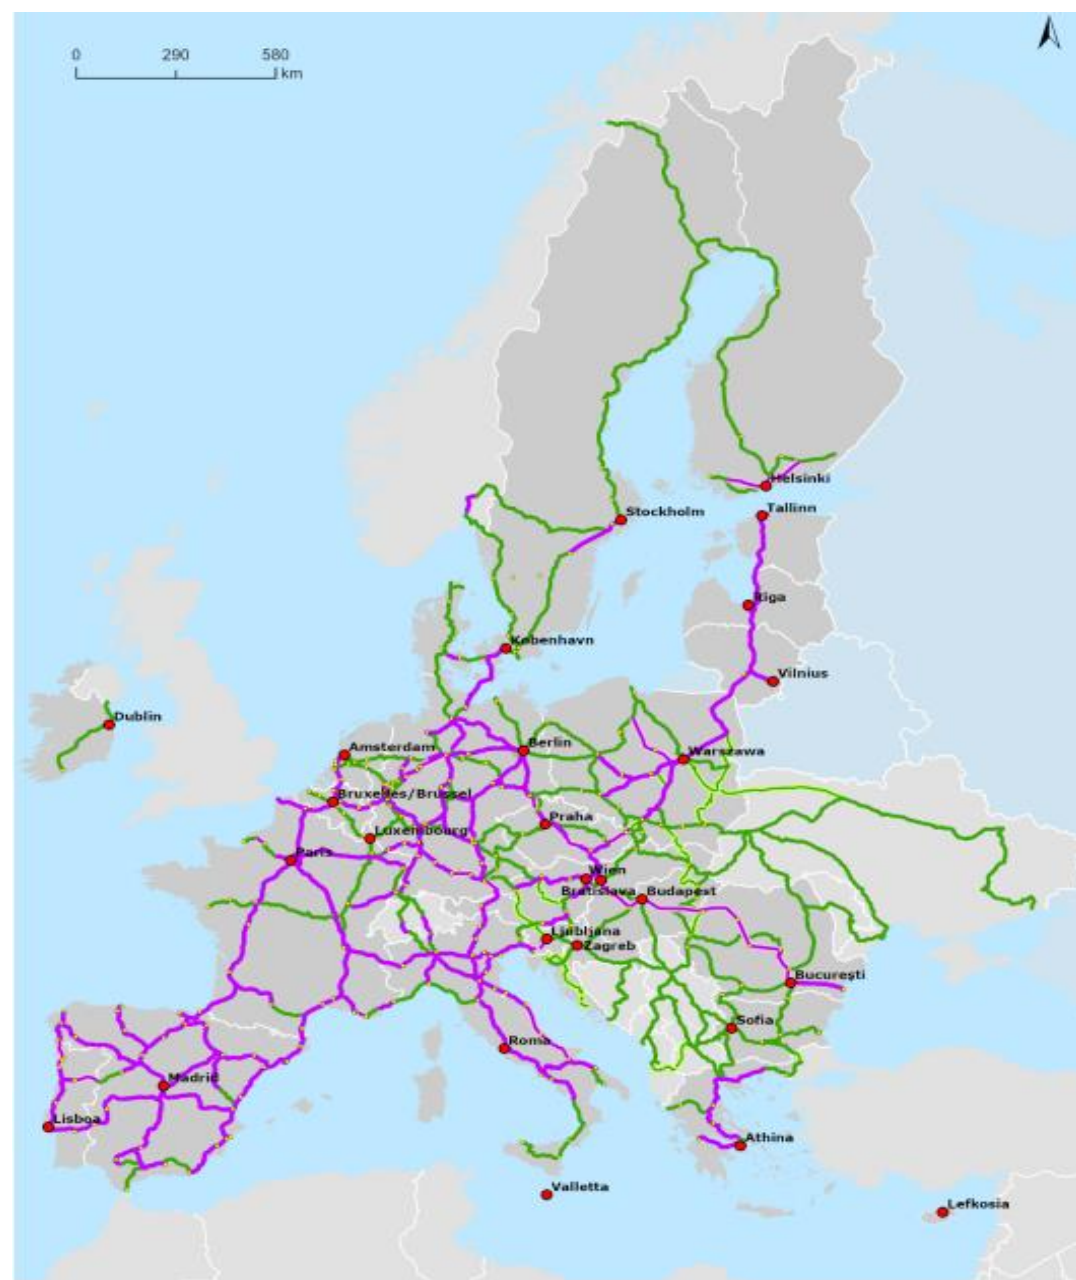 0 290 580
km
Helsinki
Stockholm
Tallinn
Riga
København
Vilnius
Dublin
Amsterdam
Berlin
Warszawa
Bruxelles/Brussel
Praha
Luxembourg
Paris
Wien
Bratislava
Budapest
Ljubljana
Zagreb
București
Sofia
Roma
Madrid
Lisboa
Athina
Valletta
Lefkosia